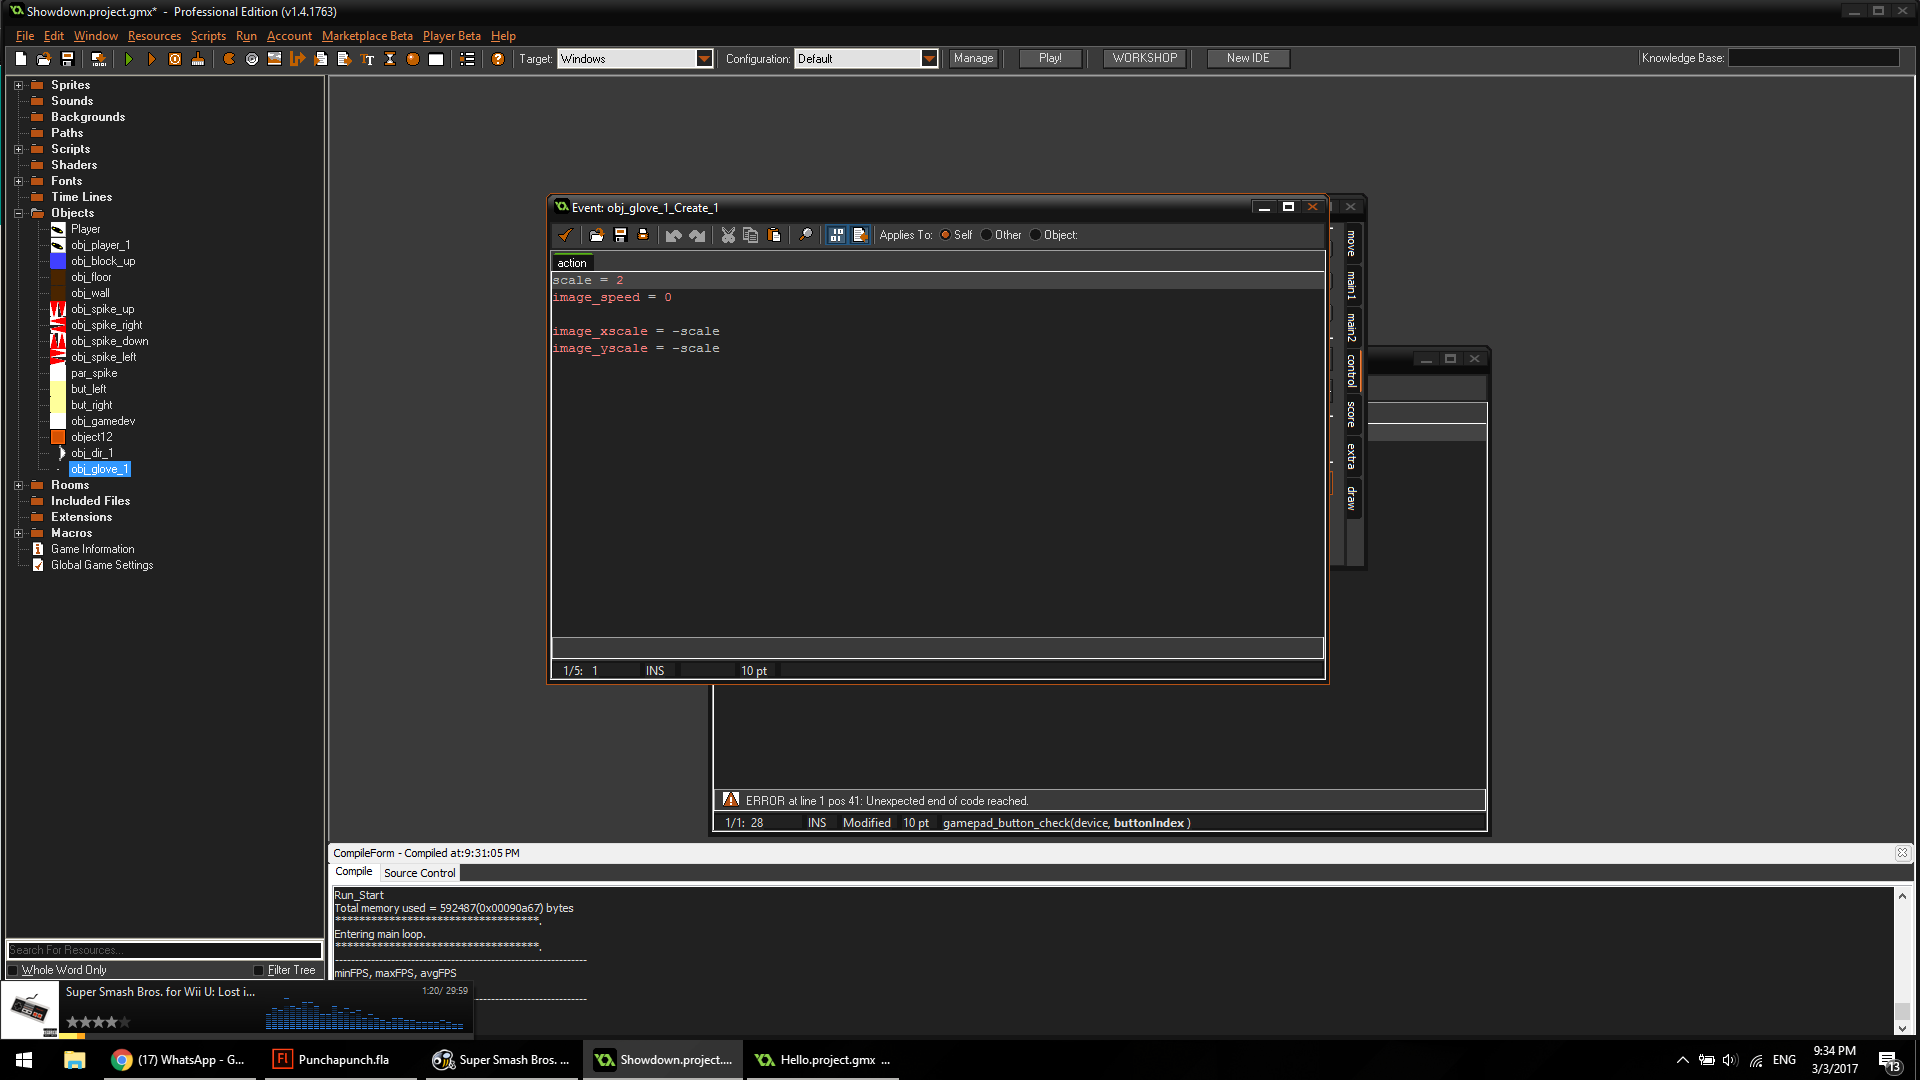 Showdown.project.gmx* - Professional Edition (v1.4.1763)
File Edit Window Resources Scripts Run Account Marketplace Beta Player Beta Help
Target: Windows Configuration: Default Manage Play! WORKSHOP New IDE Knowledge Base:
Sprites
Sounds
Backgrounds
Paths
Scripts
Shaders
Fonts
Time Lines
Objects
Player
obj_player_1
obj_block_up
obj_floor
obj_wall
obj_spike_up
obj_spike_right
obj_spike_down
obj_spike_left
par_spike
but_left
but_right
obj_gamedev
object12
obj_dir_1
obj_glove_1
Rooms
Included Files
Extensions
Macros
Game Information
Global Game Settings
Search For Resources...
Whole Word Only Filter Tree
Event: obj_glove_1_Create_1
Applies To: Self Other Object:
action
scale = 2
image_speed = 0
image_xscale = -scale
image_yscale = -scale
1/5: 1 INS 10 pt
move
main1
main2
control
score
extra
draw
ERROR at line 1 pos 41: Unexpected end of code reached.
1/1: 28 INS Modified 10 pt gamepad_button_check(device, buttonIndex )
CompileForm - Compiled at:9:31:05 PM
Compile Source Control
Run_Start
Total memory used = 592487(0x00090a67) bytes
***********************************.
Entering main loop.
***********************************.
minFPS, maxFPS, avgFPS
Super Smash Bros. for Wii U: Lost i... 1:20/ 29:59
(17) WhatsApp - G... Punchapunch.fla Super Smash Bros. ... Showdown.project.... Hello.project.gmx ...
ENG 9:34 PM
3/3/2017 13